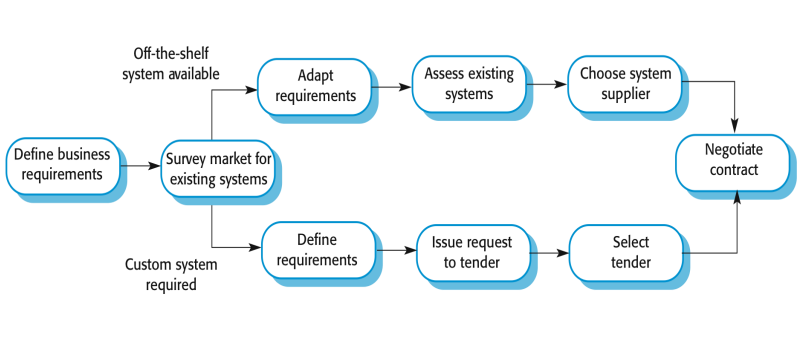 Off-the-shelf
system available
Adapt
requirements
Assess existing
systems
Choose system
supplier
Define business
requirements
Survey market for
existing systems
Negotiate
contract
Custom system
required
Define
requirements
Issue request
to tender
Select
tender